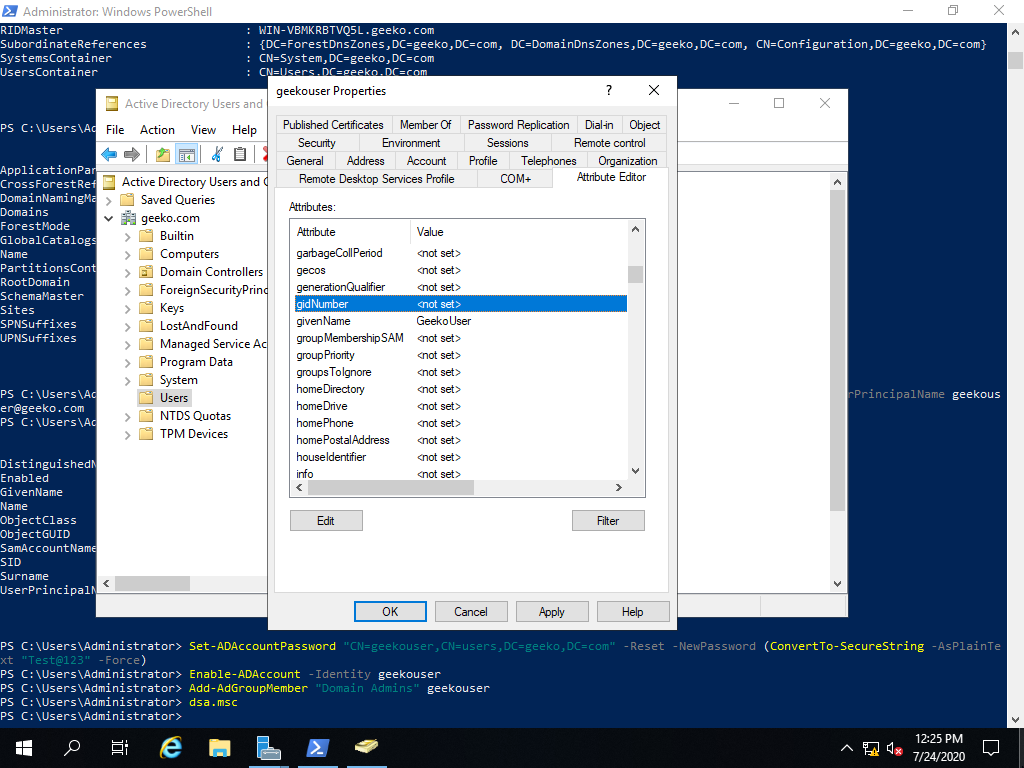 Administrator: Windows PowerShell
RIDMaster : WIN-VBMKRBTVQ5L.geeko.com
SubordinateReferences : {DC=ForestDnsZones,DC=geeko,DC=com, DC=DomainDnsZones,DC=geeko,DC=com, CN=Configuration,DC=geeko,DC=com}
SystemsContainer : CN=System,DC=geeko,DC=com
UsersContainer : CN=Users,DC=geeko,DC=com
PS C:\Users\Ad
ApplicationPar
CrossForestRef
DomainNamingMa
Domains
ForestMode
GlobalCatalogs
Name
PartitionsCont
RootDomain
SchemaMaster
Sites
SPNSuffixes
UPNSuffixes
PS C:\Users\Ad rPrincipalName geekous
er@geeko.com
PS C:\Users\Ad
DistinguishedN
Enabled
GivenName
Name
ObjectClass
ObjectGUID
SamAccountName
SID
Surname
UserPrincipalN
Active Directory Users and
File Action View Help
Active Directory Users and C
Saved Queries
geeko.com
Builtin
Computers
Domain Controllers
ForeignSecurityPrinc
Keys
LostAndFound
Managed Service Ac
Program Data
System
Users
NTDS Quotas
TPM Devices
geekouser Properties
?
Published Certificates Member Of Password Replication Dial-in Object
Security Environment Sessions Remote control
General Address Account Profile Telephones Organization
Remote Desktop Services Profile COM+ Attribute Editor
Attributes:
Attribute Value
garbageCollPeriod <not set>
gecos <not set>
generationQualifier <not set>
gidNumber <not set>
givenName GeekoUser
groupMembershipSAM <not set>
groupPriority <not set>
groupsToIgnore <not set>
homeDirectory <not set>
homeDrive <not set>
homePhone <not set>
homePostalAddress <not set>
houseIdentifier <not set>
info <not set>
Edit Filter
OK Cancel Apply Help
PS C:\Users\Administrator> Set-ADAccountPassword "CN=geekouser,CN=users,DC=geeko,DC=com" -Reset -NewPassword (ConvertTo-SecureString -AsPlainTe
xt "Test@123" -Force)
PS C:\Users\Administrator> Enable-ADAccount -Identity geekouser
PS C:\Users\Administrator> Add-AdGroupMember "Domain Admins" geekouser
PS C:\Users\Administrator> dsa.msc
PS C:\Users\Administrator>
12:25 PM
7/24/2020